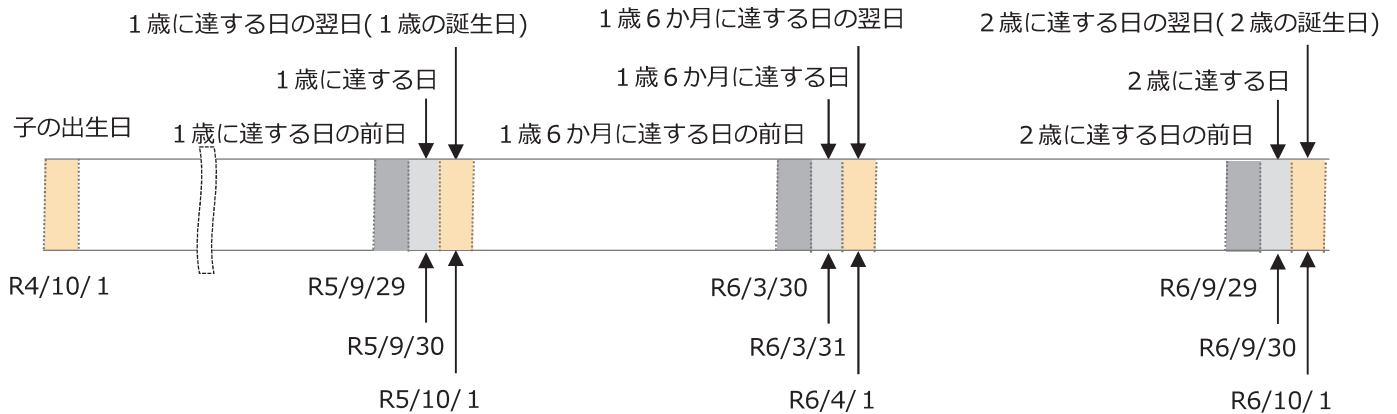 1歳に達する日の翌日(1歳の誕生日)
1歳に達する日
1歳に達する日の前日
子の出生日
1歳6か月に達する日の翌日
1歳6か月に達する日
1歳6か月に達する日の前日
2歳に達する日の翌日(2歳の誕生日)
2歳に達する日
2歳に達する日の前日
R4/10/1
R5/9/29
R5/9/30
R5/10/1
R6/3/30
R6/3/31
R6/4/1
R6/9/29
R6/9/30
R6/10/1